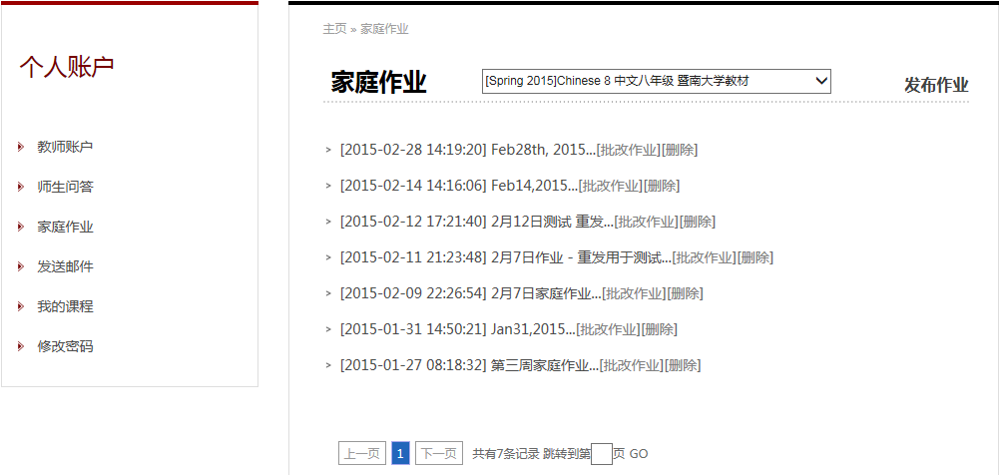 个人账户
教师账户
师生问答
家庭作业
发送邮件
我的课程
修改密码
主页 » 家庭作业
家庭作业 [Spring 2015]Chinese 8 中文八年级 暨南大学教材 发布作业
> [2015-02-28 14:19:20] Feb28th, 2015...[批改作业][删除]
> [2015-02-14 14:16:06] Feb14,2015...[批改作业][删除]
> [2015-02-12 17:21:40] 2月12日测试 重发...[批改作业][删除]
> [2015-02-11 21:23:48] 2月7日作业 - 重发用于测试...[批改作业][删除]
> [2015-02-09 22:26:54] 2月7日家庭作业...[批改作业][删除]
> [2015-01-31 14:50:21] Jan31,2015...[批改作业][删除]
> [2015-01-27 08:18:32] 第三周家庭作业...[批改作业][删除]
上一页 1 下一页 共有7条记录 跳转到第 页 GO